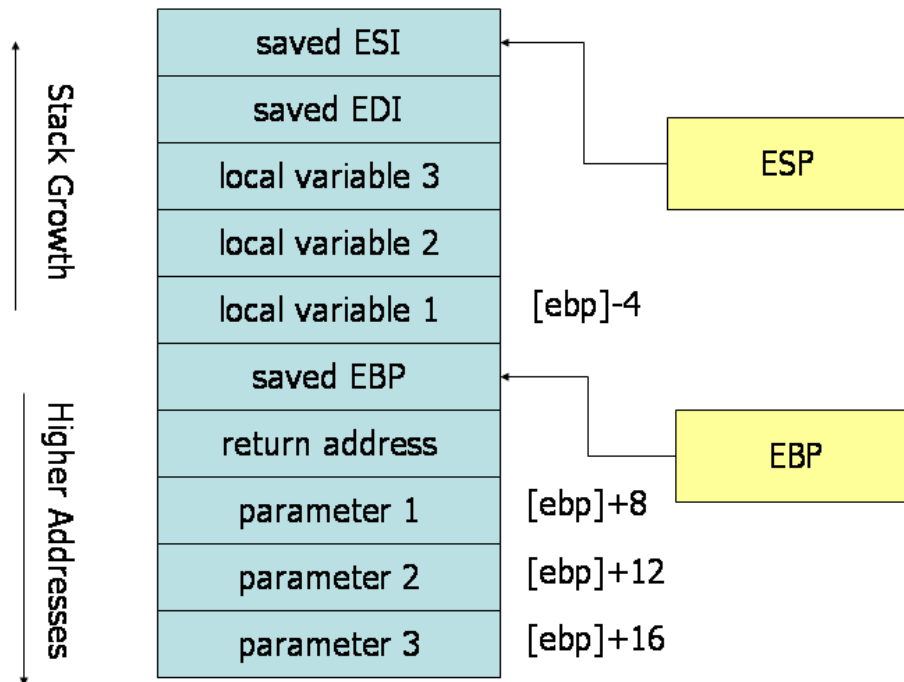 saved ESI
saved EDI
ESP
local variable 3
local variable 2
Stack Growth
local variable 1
[ebp]-4
saved EBP
return address
EBP
Higher Addresses
parameter 1
[ebp]+8
parameter 2
[ebp]+12
parameter 3
[ebp]+16